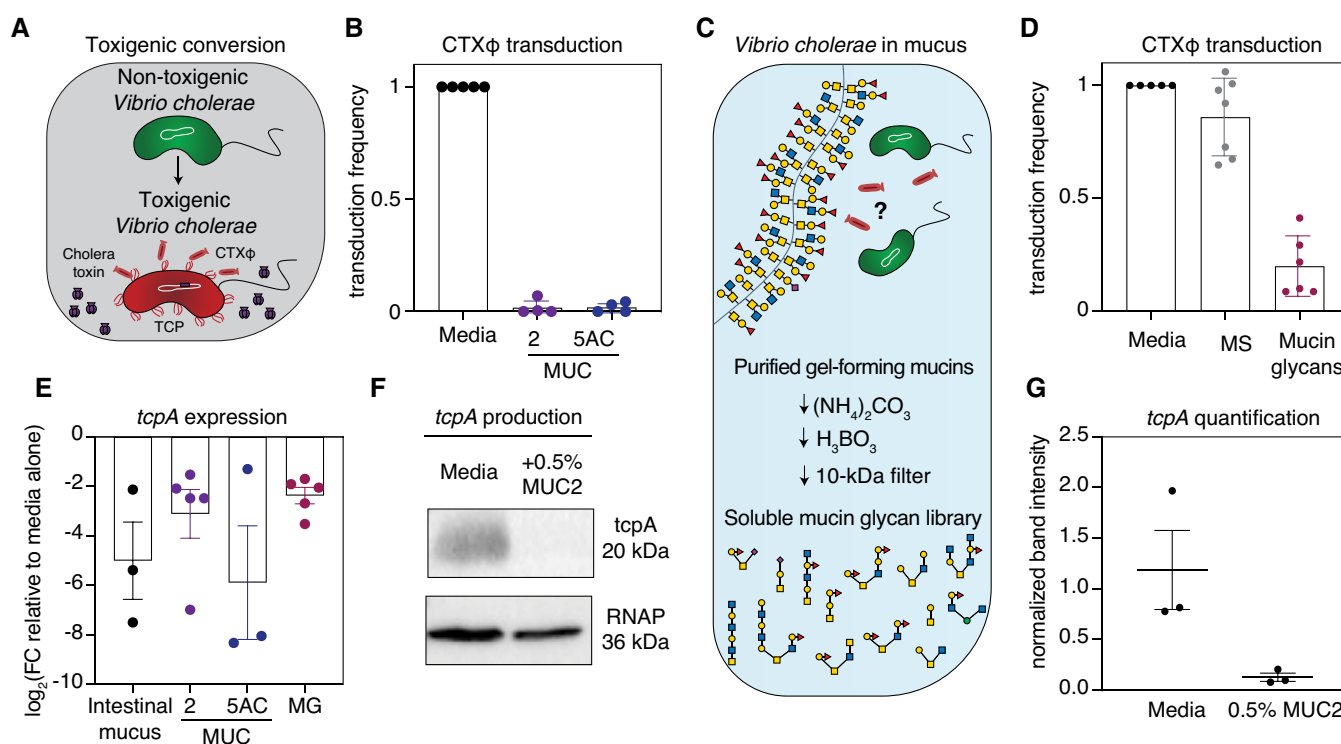 A
Toxigenic conversion
Non-toxigenic
Vibrio cholerae
Toxigenic
Vibrio cholerae
Cholera
toxin
CTXϕ
TCP
B
CTXϕ transduction
transduction frequency
1
0.5
0
Media
2
5AC
MUC
C
Vibrio cholerae in mucus
?
Purified gel-forming mucins
↓ (NH₄)₂CO₃
↓ H₃BO₃
↓ 10-kDa filter
Soluble mucin glycan library
D
CTXϕ transduction
transduction frequency
1
0.5
0
Media
MS
Mucin
glycans
E
tcpA expression
log₂(FC relative to media alone)
0
-2
-4
-6
-8
-10
Intestinal
mucus
2
5AC
MUC
MG
F
tcpA production
Media
+0.5%
MUC2
tcpA
20 kDa
RNAP
36 kDa
G
tcpA quantification
normalized band intensity
2.5
2.0
1.5
1.0
0.5
0.0
Media
0.5% MUC2